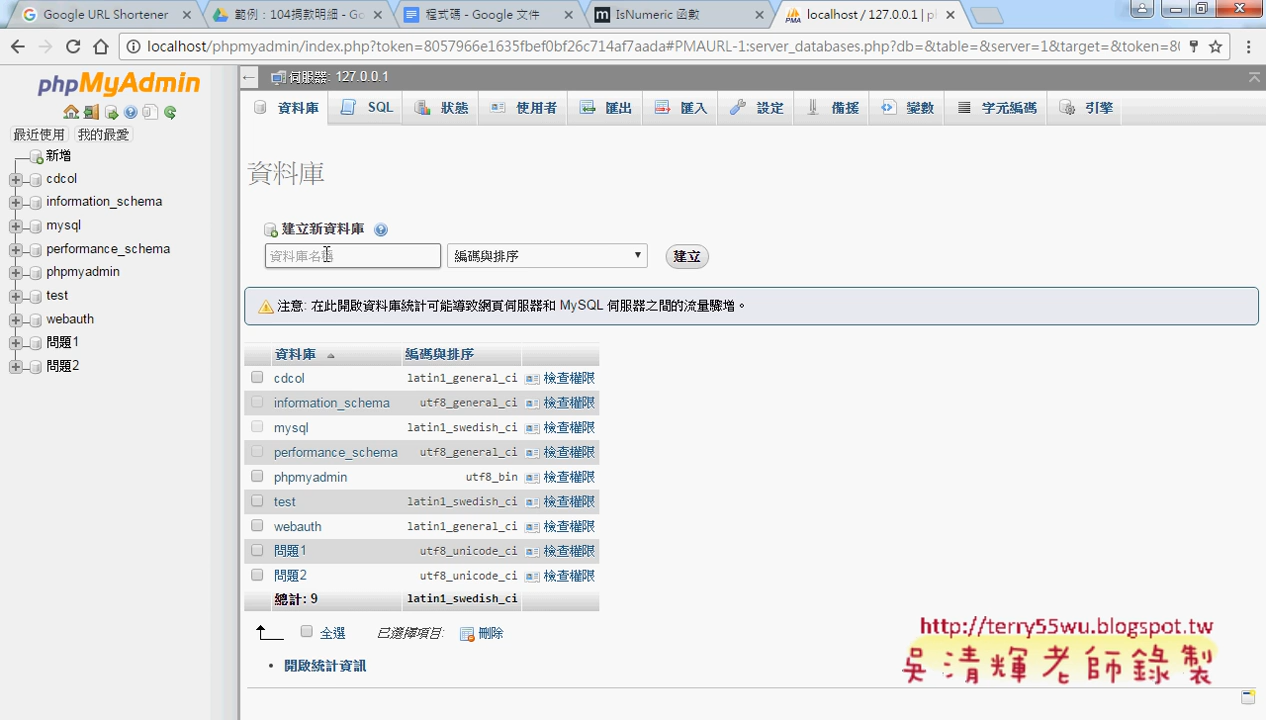 Google URL Shortener
範例：104捐款明細 - Go
程式碼 - Google 文件
IsNumeric 函數
localhost / 127.0.0.1 | p
localhost/phpmyadmin/index.php?token=8057966e1635fbef0bf26c714af7aada#PMAURL-1:server_databases.php?db=&table=&server=1&target=&token=80
phpMyAdmin
最近使用 我的最愛
新增
cdcol
information_schema
mysql
performance_schema
phpmyadmin
test
webauth
問題1
問題2
伺服器: 127.0.0.1
資料庫 SQL 狀態 使用者 匯出 匯入 設定 備援 變數 字元編碼 引擎
資料庫
建立新資料庫
資料庫名稱 編碼與排序 建立
注意: 在此開啟資料庫統計可能導致網頁伺服器和 MySQL 伺服器之間的流量驟增。
資料庫 編碼與排序
cdcol latin1_general_ci 檢查權限
information_schema utf8_general_ci 檢查權限
mysql latin1_swedish_ci 檢查權限
performance_schema utf8_general_ci 檢查權限
phpmyadmin utf8_bin 檢查權限
test latin1_swedish_ci 檢查權限
webauth latin1_general_ci 檢查權限
問題1 utf8_unicode_ci 檢查權限
問題2 utf8_unicode_ci 檢查權限
總計: 9 latin1_swedish_ci
全選 已選擇項目: 刪除
開啟統計資訊
http://terry55wu.blogspot.tw
吳清輝老師錄製